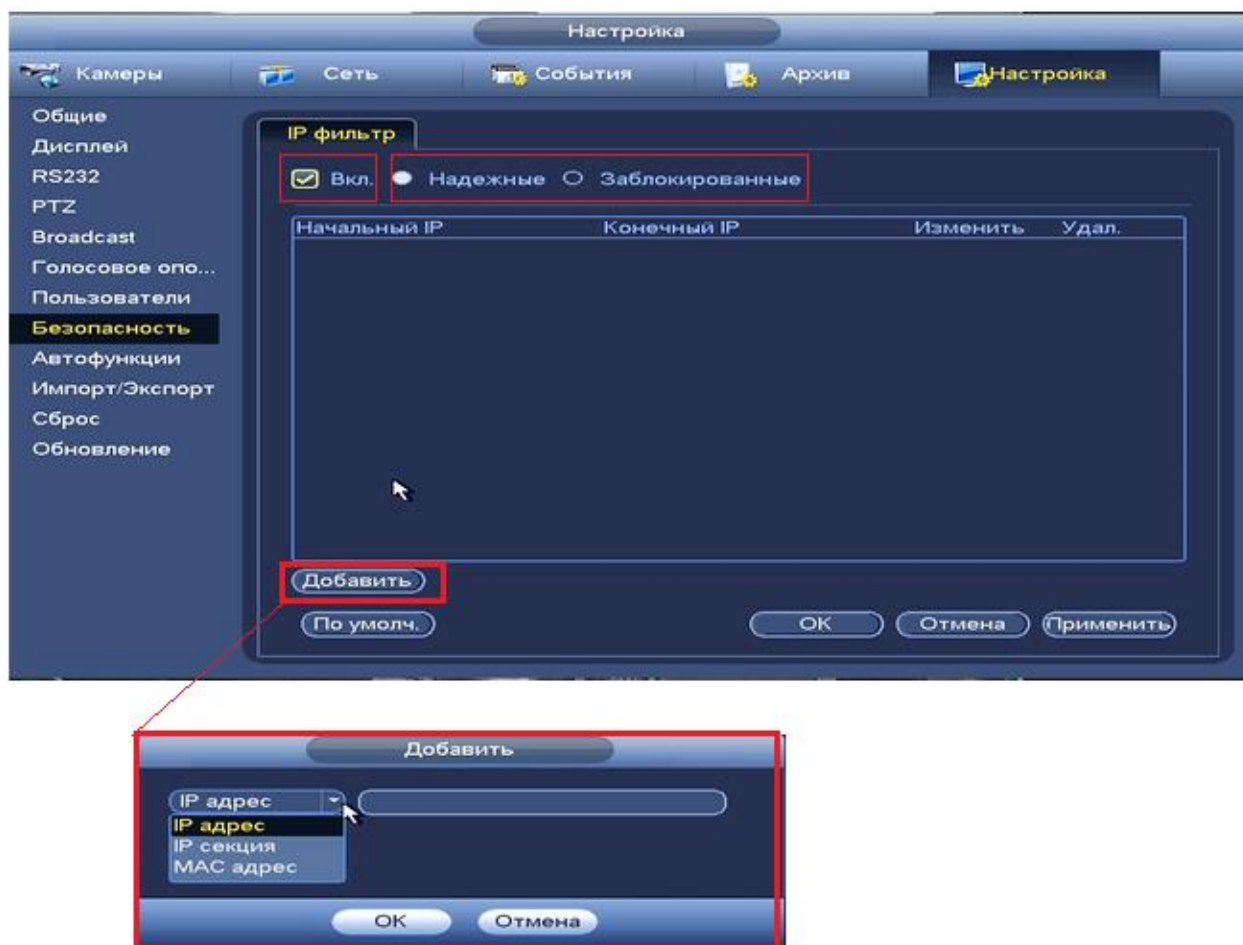 Настройка
Камеры Сеть События Архив Настройка
Общие
Дисплей
RS232
PTZ
Broadcast
Голосовое опо...
Пользователи
Безопасность
Автофункции
Импорт/Экспорт
Сброс
Обновление
IP фильтр
Вкл. Надежные Заблокированные
Начальный IP Конечный IP Изменить Удал.
Добавить
По умолч. OK Отмена Применить
Добавить
IP адрес
IP адрес
IP секция
MAC адрес
OK Отмена